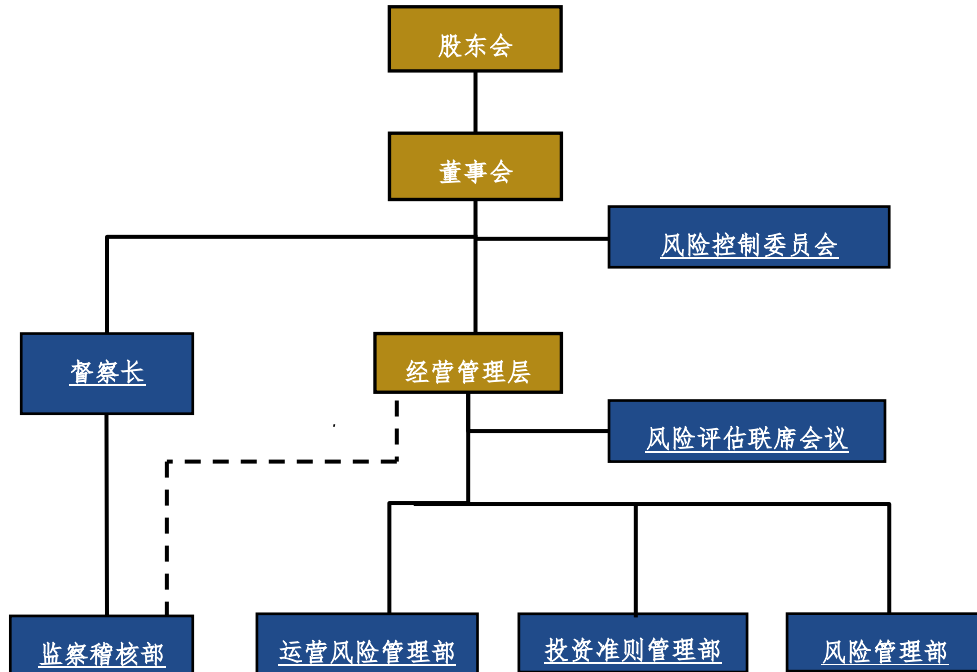 股东会
董事会
风险控制委员会
督察长
经营管理层
风险评估联席会议
监察稽核部
运营风险管理部
投资准则管理部
风险管理部